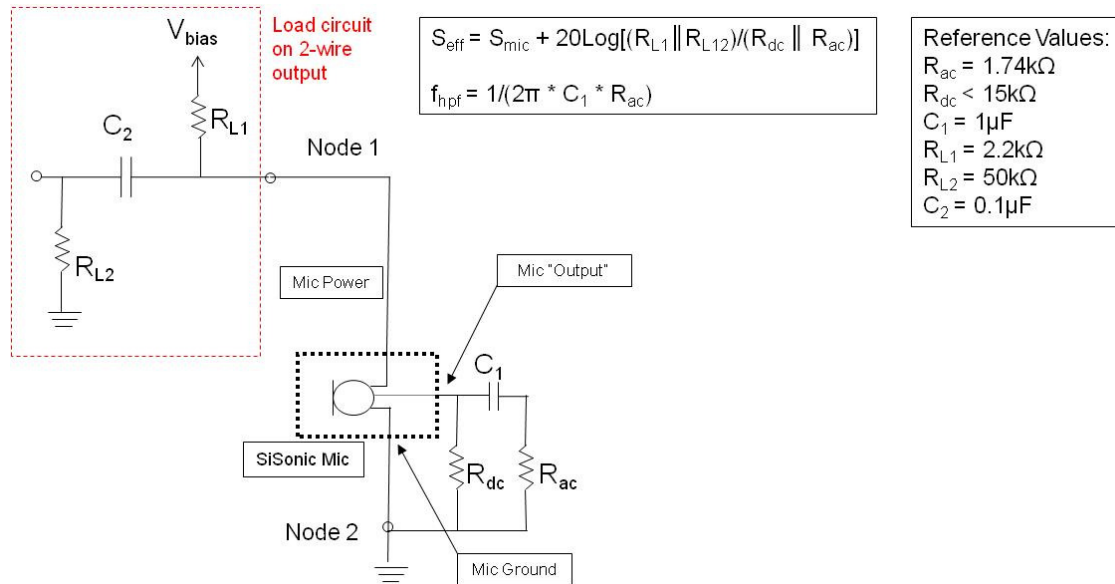 Load circuit
on 2-wire
output
V_bias
R_L1
C_2
R_L2
Node 1
S_eff = S_mic + 20Log[(R_L1||R_L12)/(R_dc || R_ac)]
f_hpf = 1/(2π * C_1 * R_ac)
Reference Values:
R_ac = 1.74kΩ
R_dc < 15kΩ
C_1 = 1µF
R_L1 = 2.2kΩ
R_L2 = 50kΩ
C_2 = 0.1µF
Mic Power
Mic "Output"
C_1
SiSonic Mic
R_dc
R_ac
Node 2
Mic Ground